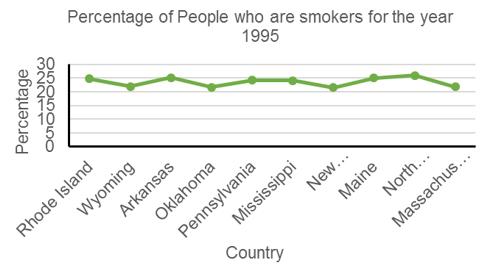 Percentage of People who are smokers for the year
1995
Percentage
30
25
20
15
10
5
0
Rhode Island
Wyoming
Arkansas
Oklahoma
Pennsylvania
Mississippi
New…
Maine
North…
Massachus…
Country